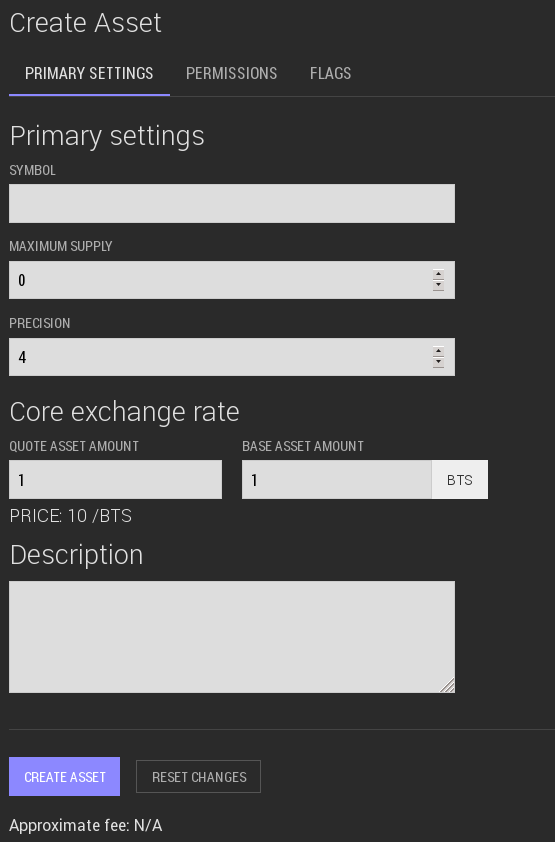 Create Asset
PRIMARY SETTINGS PERMISSIONS FLAGS
Primary settings
SYMBOL
MAXIMUM SUPPLY
0
PRECISION
4
Core exchange rate
QUOTE ASSET AMOUNT BASE ASSET AMOUNT
1 1 BTS
PRICE: 10 /BTS
Description
CREATE ASSET RESET CHANGES
Approximate fee: N/A